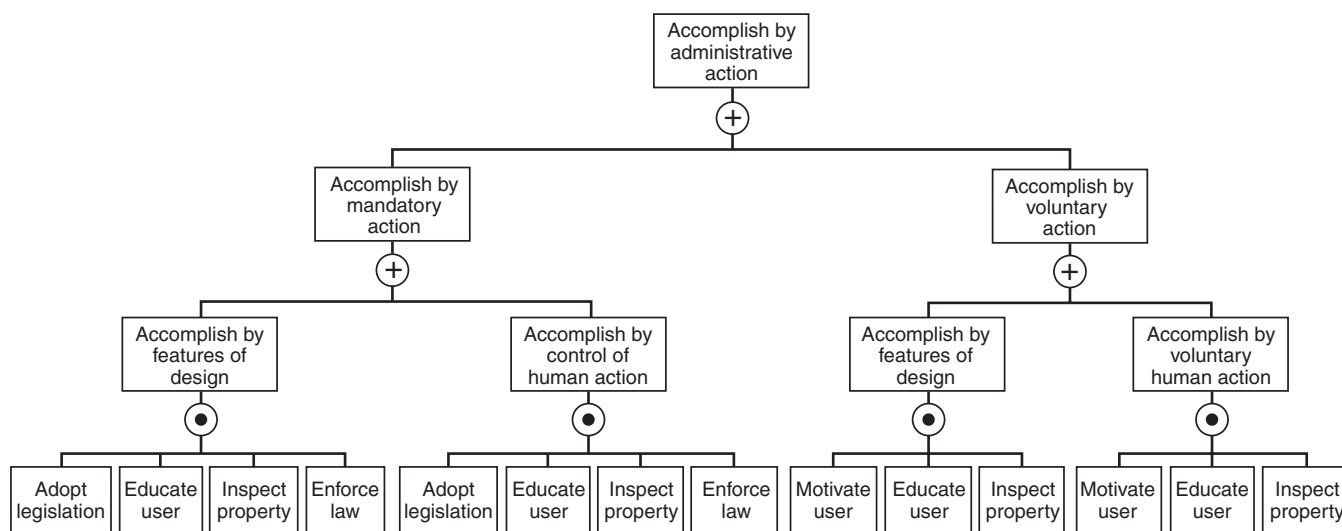 Accomplish by
administrative
action
+
Accomplish by
mandatory
action
Accomplish by
voluntary
action
+
+
Accomplish by
features of
design
Accomplish by
control of
human action
Accomplish by
features of
design
Accomplish by
voluntary
human action
Adopt
legislation
Educate
user
Inspect
property
Enforce
law
Adopt
legislation
Educate
user
Inspect
property
Enforce
law
Motivate
user
Educate
user
Inspect
property
Motivate
user
Educate
user
Inspect
property